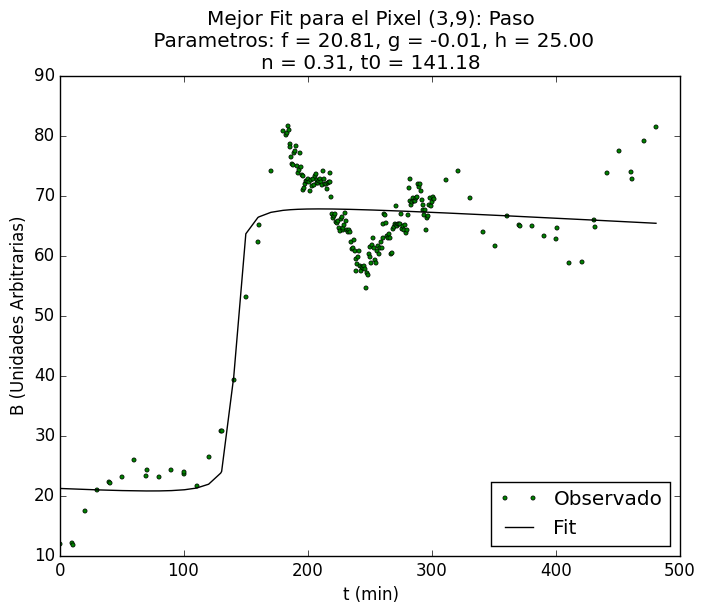 Mejor Fit para el Pixel (3,9): Paso
Parametros: f = 20.81, g = -0.01, h = 25.00
n = 0.31, t0 = 141.18
90
80
70
60
50
40
30
20
10
B (Unidades Arbitrarias)
Observado
Fit
0
100
200
300
400
500
t (min)